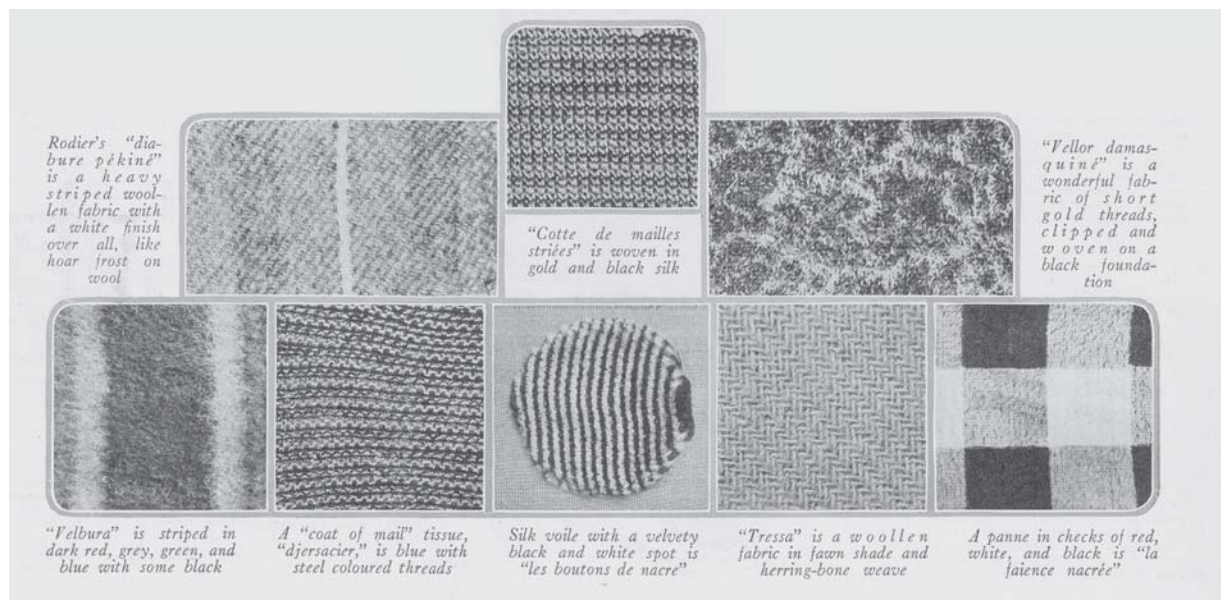 Rodier's "dia-
bure pékiné"
is a heavy
striped wool-
len fabric with
a white finish
over all, like
hoar frost on
wool
"Cotte de mailles
striées" is woven in
gold and black silk
"Vellor damas-
quiné" is a
wonderful fab-
ric of short
gold threads,
clipped and
woven on a
black founda-
tion
"Velbura" is striped in
dark red, grey, green, and
blue with some black
A "coat of mail" tissue,
"djersacier," is blue with
steel coloured threads
Silk voile with a velvety
black and white spot is
"les boutons de nacre"
"Tressa" is a woollen
fabric in fawn shade and
herring-bone weave
A panne in checks of red,
white, and black is "la
faience nacrée"